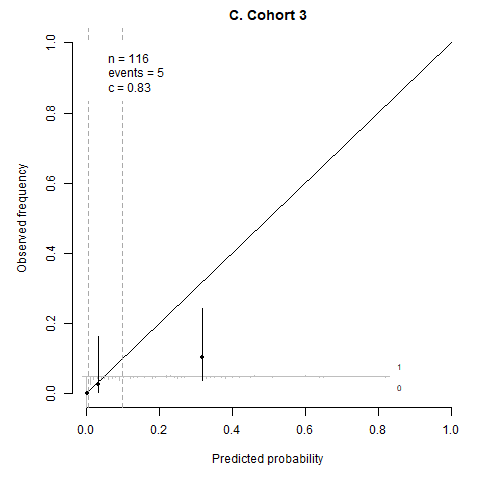 C. Cohort 3
n = 116
events = 5
c = 0.83
Observed frequency
1.0
0.8
0.6
0.4
0.2
0.0
1
0
0.0 0.2 0.4 0.6 0.8 1.0
Predicted probability